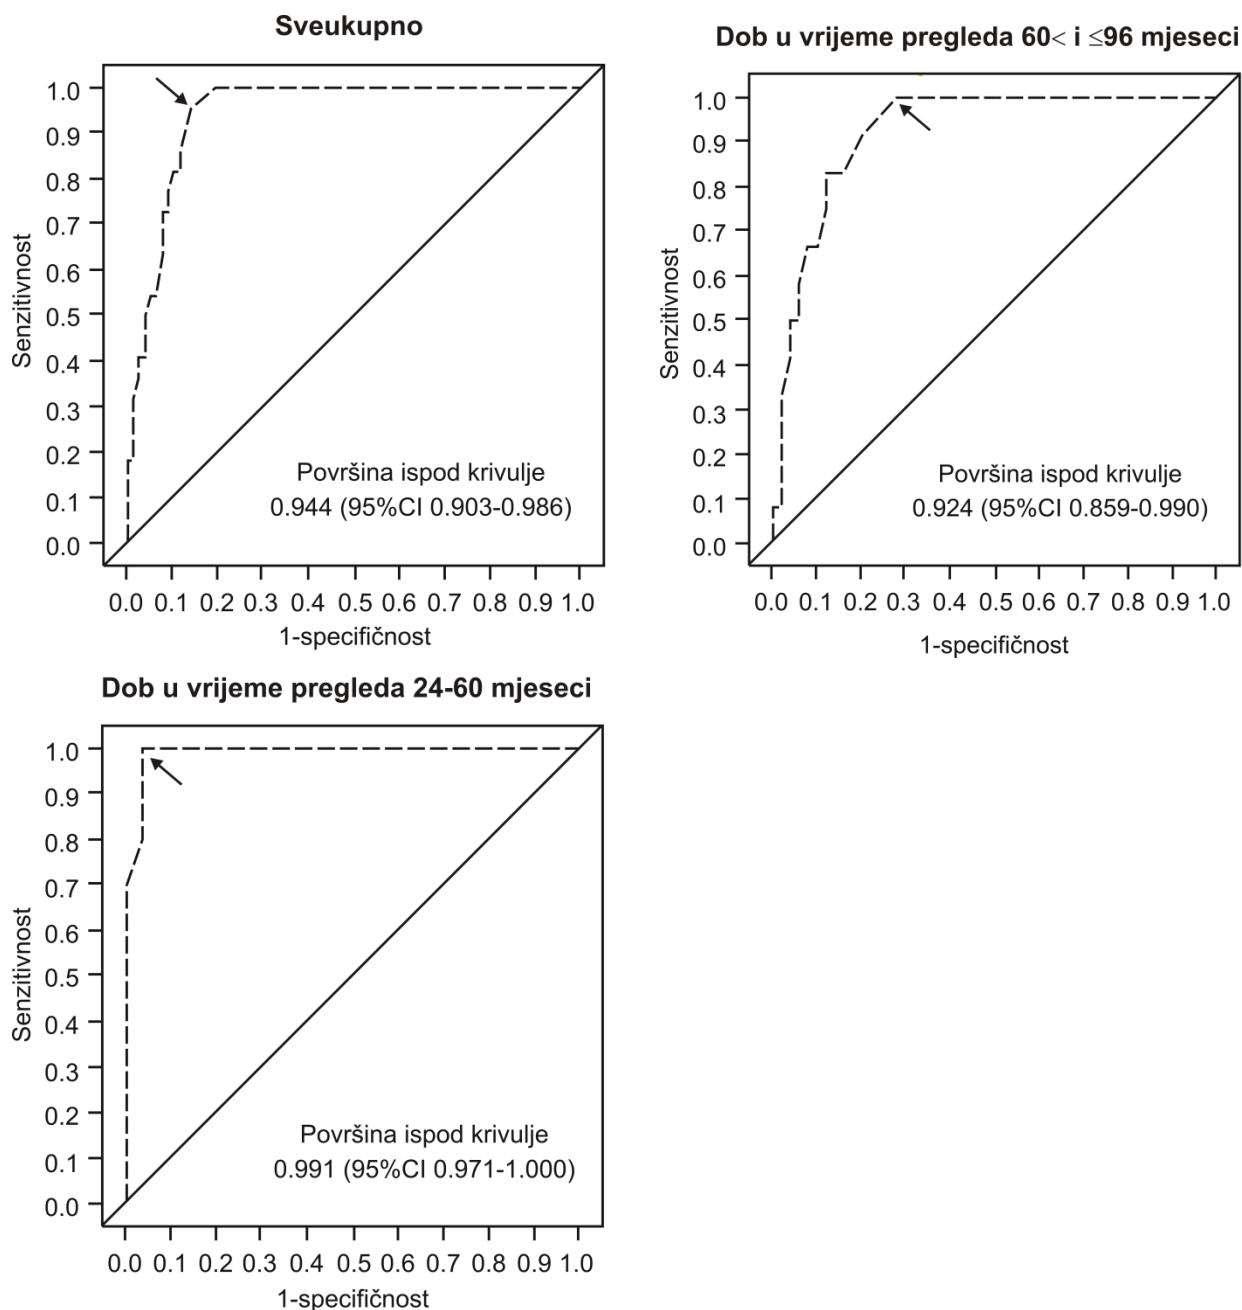 Sveukupno
1.0
0.9
0.8
0.7
0.6
0.5
0.4
0.3
0.2
0.1
0.0
Senzitivnost
Površina ispod krivulje
0.944 (95%CI 0.903-0.986)
0.0 0.1 0.2 0.3 0.4 0.5 0.6 0.7 0.8 0.9 1.0
1-specifičnost
Dob u vrijeme pregleda 60< i ≤96 mjeseci
1.0
0.9
0.8
0.7
0.6
0.5
0.4
0.3
0.2
0.1
0.0
Senzitivnost
Površina ispod krivulje
0.924 (95%CI 0.859-0.990)
0.0 0.1 0.2 0.3 0.4 0.5 0.6 0.7 0.8 0.9 1.0
1-specifičnost
Dob u vrijeme pregleda 24-60 mjeseci
1.0
0.9
0.8
0.7
0.6
0.5
0.4
0.3
0.2
0.1
0.0
Senzitivnost
Površina ispod krivulje
0.991 (95%CI 0.971-1.000)
0.0 0.1 0.2 0.3 0.4 0.5 0.6 0.7 0.8 0.9 1.0
1-specifičnost